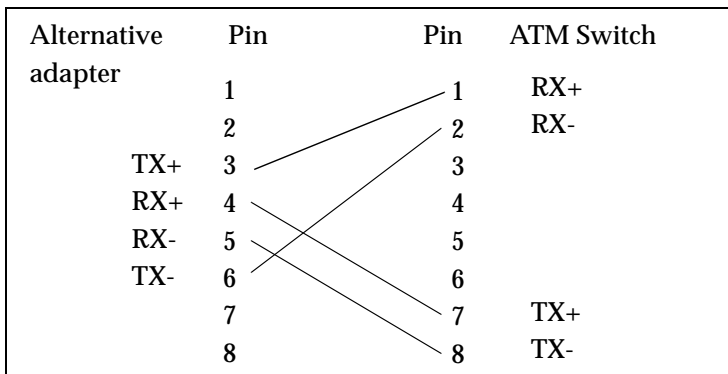 Alternative Pin Pin ATM Switch
adapter
1 1 RX+
2 2 RX-
TX+ 3 3
RX+ 4 4
RX- 5 5
TX- 6 6
7 7 TX+
8 8 TX-